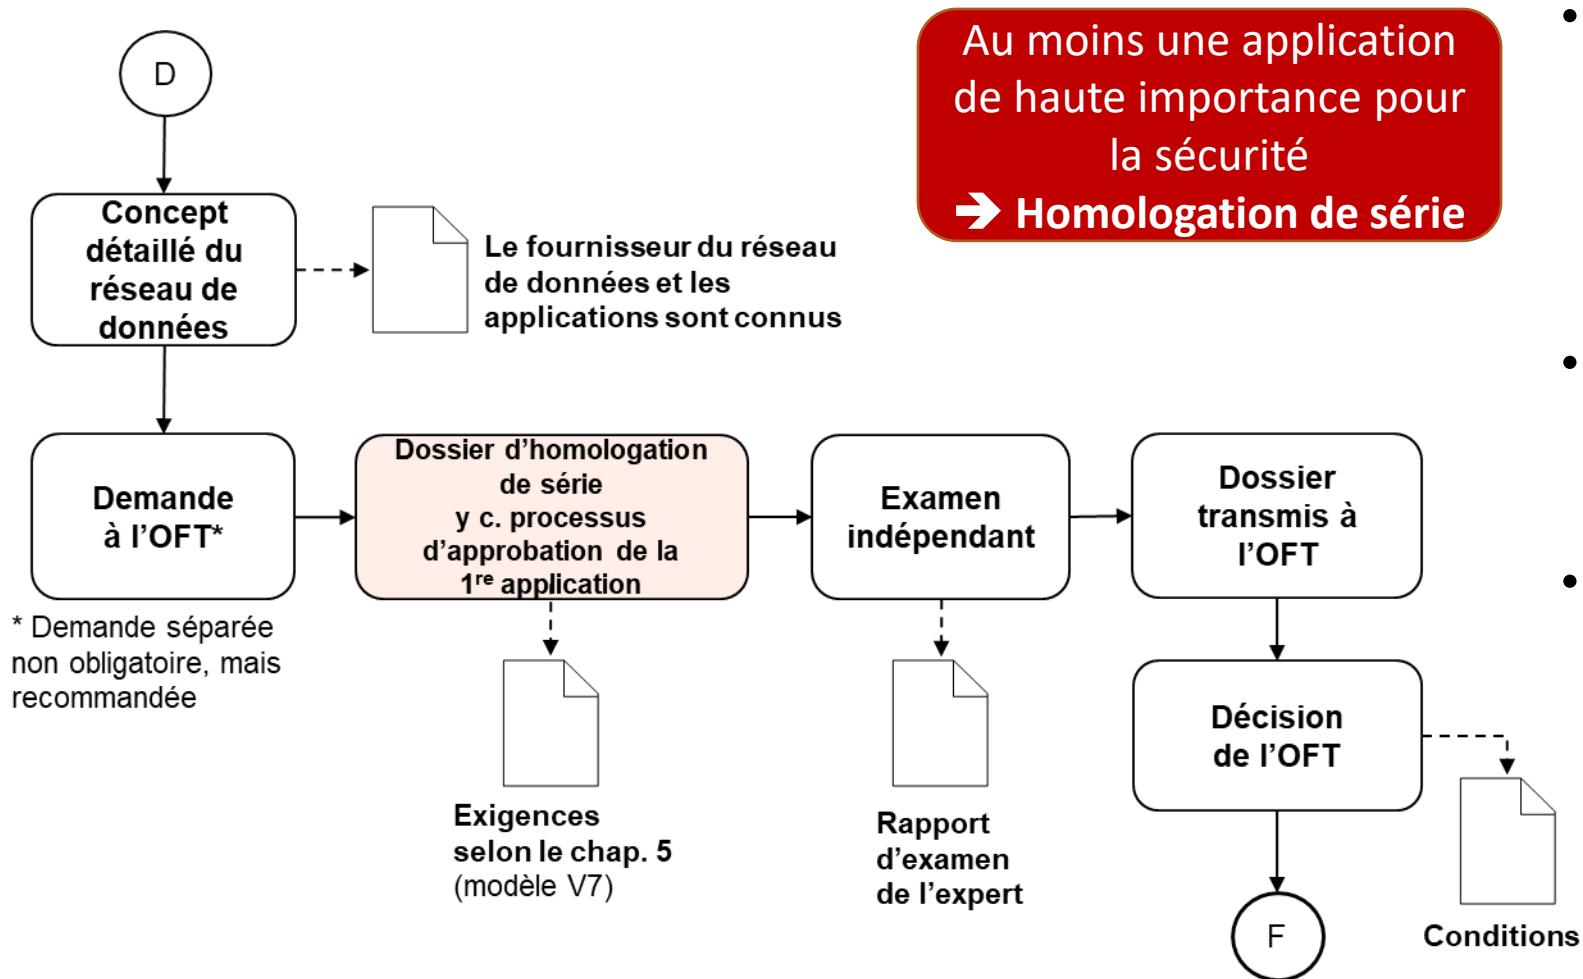 D
Au moins une application
de haute importance pour
la sécurité
➔ Homologation de série
Concept
détaillé du
réseau de
données
Le fournisseur du réseau
de données et les
applications sont connus
Demande
à l’OFT*
Dossier d’homologation
de série
y c. processus
d’approbation de la
1re application
Examen
indépendant
Dossier
transmis à
l’OFT
* Demande séparée
non obligatoire, mais
recommandée
Décision
de l’OFT
Exigences
selon le chap. 5
(modèle V7)
Rapport
d’examen
de l’expert
F
Conditions